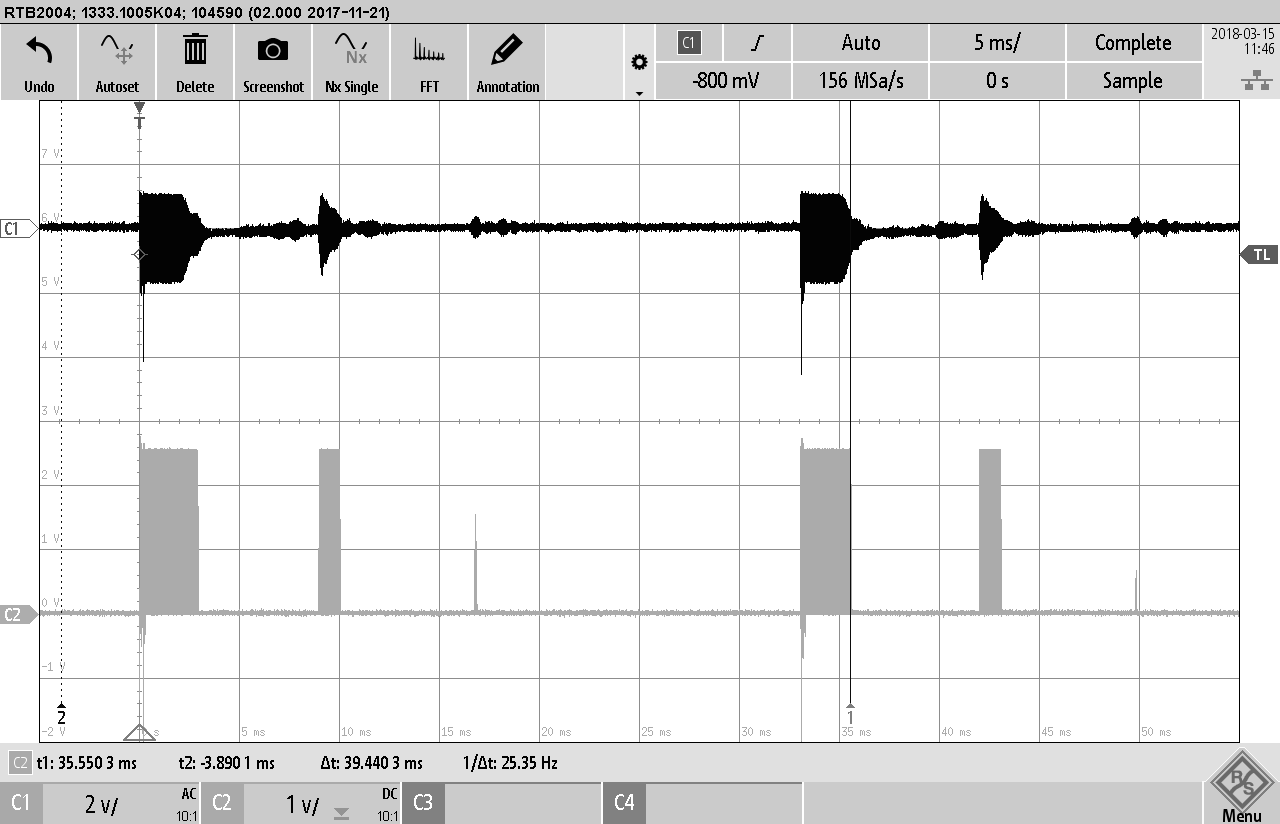 RTB2004; 1333.1005K04; 104590 (02.000 2017-11-21)
Undo Autoset Delete Screenshot Nx Nx Single FFT Annotation
C1 Auto 5 ms/ Complete 2018-03-15
-800 mV 156 MSa/s 0 s Sample 11:46
T
7 V
6 V
C1
TL
5 V
4 V
3 V
2 V
1 V
0 V
C2
-1 V
2 1
-2 V s 5 ms 10 ms 15 ms 20 ms 25 ms 30 ms 35 ms 40 ms 45 ms 50 ms
C2 t1: 35.550 3 ms t2: -3.890 1 ms Δt: 39.440 3 ms 1/Δt: 25.35 Hz
C1 2 V/ AC 10:1 C2 1 V/ DC 10:1 C3 C4
R S
Menu